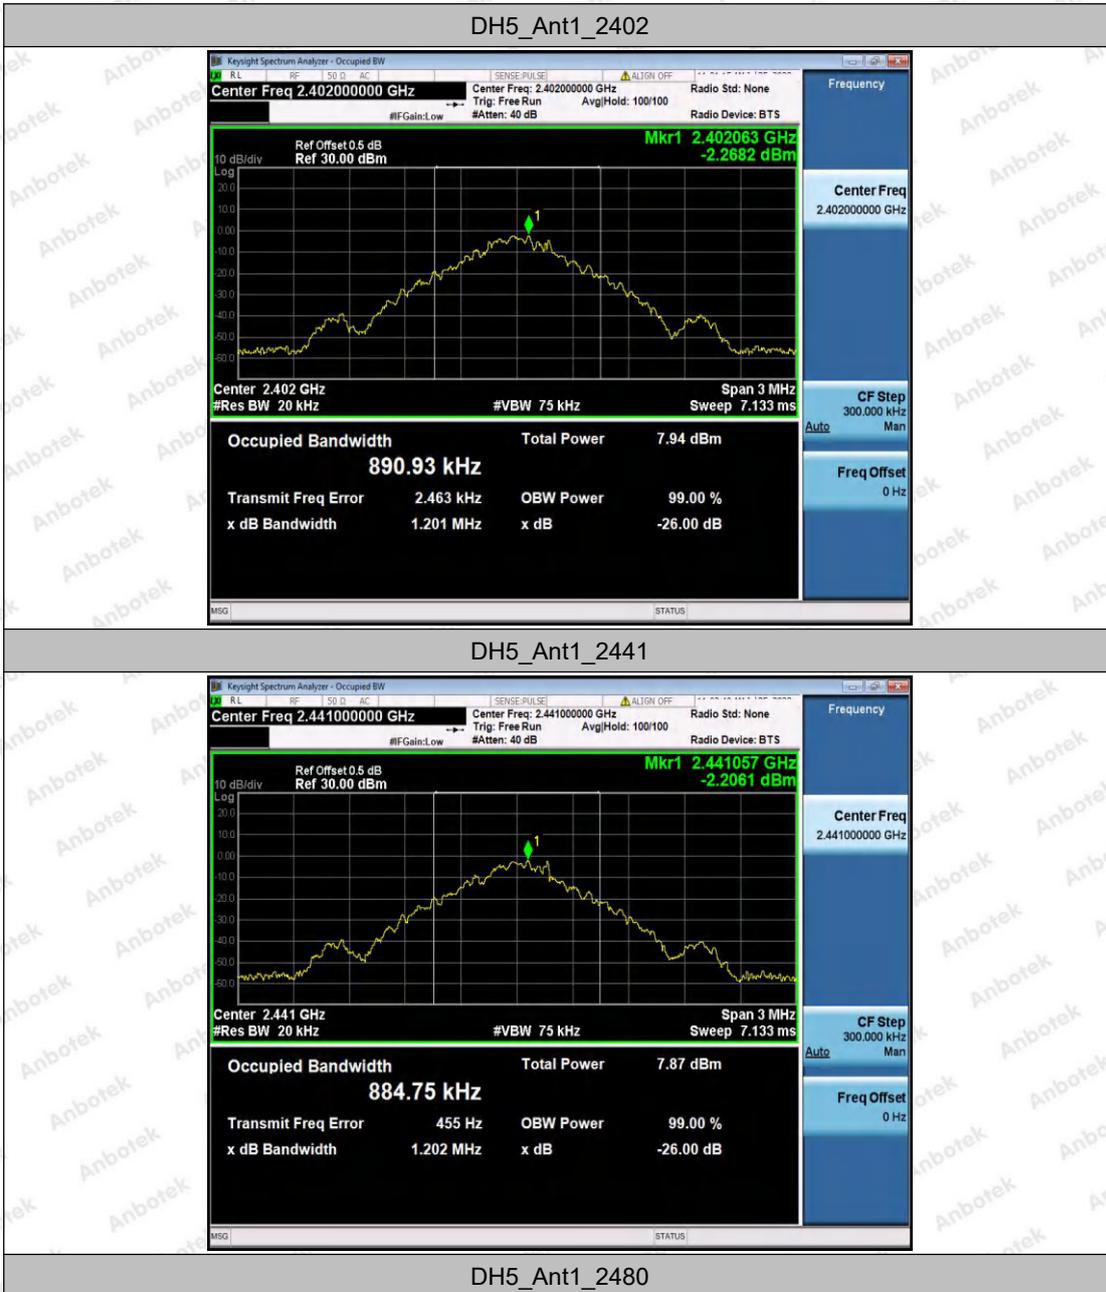 DH5_Ant1_2402
Keysight Spectrum Analyzer - Occupied BW
RL RF 50 Ω AC SENSE:PULSE ALIGN OFF
Center Freq 2.402000000 GHz Center Freq: 2.402000000 GHz Radio Std: None Frequency
Trig: Free Run Avg|Hold: 100/100
#IFGain:Low #Atten: 40 dB Radio Device: BTS
Mkr1 2.402063 GHz
-2.2682 dBm
Ref Offset 0.5 dB
10 dB/div Ref 30.00 dBm
Log
20.0
10.0
0.00
-10.0
-20.0
-30.0
-40.0
-50.0
-60.0
1
Center Freq
2.402000000 GHz
Center 2.402 GHz Span 3 MHz
#Res BW 20 kHz #VBW 75 kHz Sweep 7.133 ms
CF Step
300.000 kHz
Auto Man
Occupied Bandwidth Total Power 7.94 dBm
890.93 kHz
Transmit Freq Error 2.463 kHz OBW Power 99.00 %
x dB Bandwidth 1.201 MHz x dB -26.00 dB
Freq Offset
0 Hz
MSG STATUS
DH5_Ant1_2441
Keysight Spectrum Analyzer - Occupied BW
RL RF 50 Ω AC SENSE:PULSE ALIGN OFF
Center Freq 2.441000000 GHz Center Freq: 2.441000000 GHz Radio Std: None Frequency
Trig: Free Run Avg|Hold: 100/100
#IFGain:Low #Atten: 40 dB Radio Device: BTS
Mkr1 2.441057 GHz
-2.2061 dBm
Ref Offset 0.5 dB
10 dB/div Ref 30.00 dBm
Log
20.0
10.0
0.00
-10.0
-20.0
-30.0
-40.0
-50.0
-60.0
1
Center Freq
2.441000000 GHz
Center 2.441 GHz Span 3 MHz
#Res BW 20 kHz #VBW 75 kHz Sweep 7.133 ms
CF Step
300.000 kHz
Auto Man
Occupied Bandwidth Total Power 7.87 dBm
884.75 kHz
Transmit Freq Error 455 Hz OBW Power 99.00 %
x dB Bandwidth 1.202 MHz x dB -26.00 dB
Freq Offset
0 Hz
MSG STATUS
DH5_Ant1_2480
Anbotek